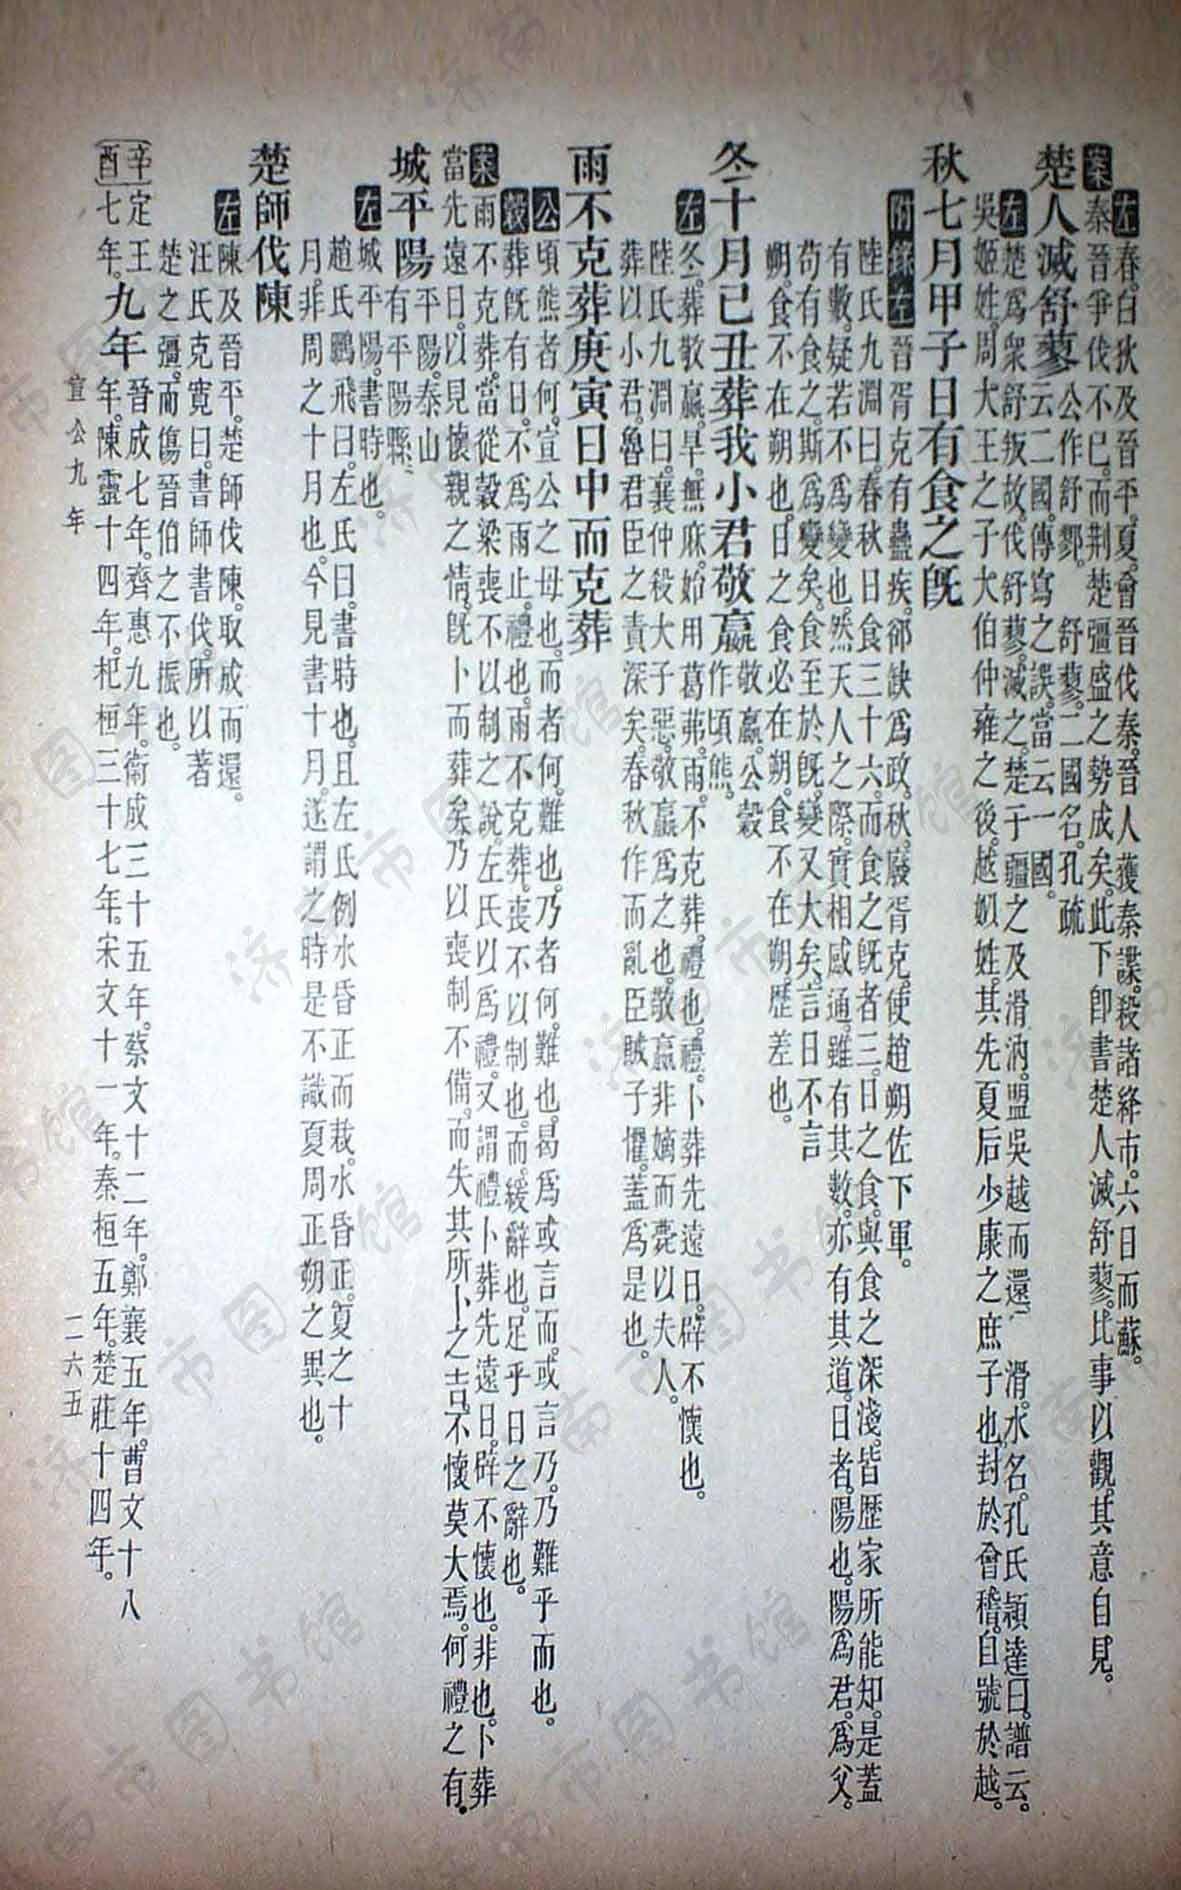 左春。白狄及晉平。夏。會晉伐秦。晉人獲秦諜。殺諸絳市。六日而蘇。
案秦晉爭伐不已。而荆楚彊盛之勢成矣。此下卽書楚人滅舒蓼。比事以觀。其意自見。
楚人滅舒蓼公作舒鄝。舒蓼。二國名。孔疏
云二國。傳寫之誤。當云一國。
左楚爲衆舒叛故。伐舒蓼。滅之。楚子疆之及滑汭。盟吳越而還。滑。水名。孔氏穎達曰。譜云。
吳姬姓。周大王之子大伯仲雍之後。越姒姓。其先夏后少康之庶子也。封於會稽。自號於越。
秋七月甲子日有食之旣
附錄左晉胥克有蠱疾。郤缺爲政。秋。廢胥克。使趙朔佐下軍。
陸氏九淵曰。春秋日食三十六。而食之旣者三。日之食。與食之深淺。皆歷家所能知。是蓋
有數。疑若不爲變也。然天人之際。實相感通。雖有其數。亦有其道。日者。陽也。陽爲君。爲父。
苟有食之。斯爲變矣。食至於旣。變又大矣。言日不言
朔。食不在朔也。日之食必在朔。食不在朔。歷差也。
冬十月己丑葬我小君敬嬴敬嬴。公穀
作頃熊。
左冬。葬敬嬴。旱。無麻。始用葛茀。雨。不克葬。禮也。禮。卜葬先遠日。辟不懷也。
陸氏九淵曰。襄仲殺大子惡。敬嬴爲之也。敬嬴非嫡而薨以夫人。
葬以小君。魯君臣之責深矣。春秋作而亂臣賊子懼。蓋爲是也。
雨不克葬庚寅日中而克葬
公頃熊者何。宣公之母也。而者何。難也。乃者何。難也。曷爲或言而。或言乃。乃難乎而也。
穀葬旣有日。不爲雨止。禮也。雨不克葬。喪不以制也。而。緩辭也。足乎日之辭也。
案雨不克葬。當從穀梁喪不以制之說。左氏以爲禮。又謂禮卜葬先遠日。辟不懷也。非也。卜葬
當先遠日。以見懷親之情。旣卜而葬矣。乃以喪制不備。而失其所卜之吉。不懷莫大焉。何禮之有。
城平陽平陽。泰山
有平陽縣。
左城平陽。書時也。
趙氏鵬飛曰。左氏曰。書時也。且左氏例水昏正而栽。水昏正。夏之十
月。非周之十月也。今見書十月。遂謂之時。是不識夏周正朔之異也。
楚師伐陳
左陳及晉平。楚師伐陳。取成而還。
汪氏克寬曰。書師書伐。所以著
楚之彊。而傷晉伯之不振也。
辛酉定王七年。九年晉成七年。齊惠九年。衛成三十五年。蔡文十二年。鄭襄五年。曹文十八
年。陳靈十四年。杞桓三十七年。宋文十一年。秦桓五年。楚莊十四年。
宣公九年
一一六五